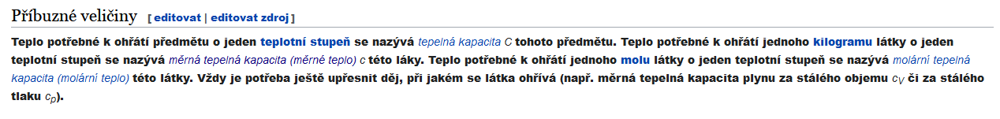 Příbuzné veličiny [ editovat | editovat zdroj ]
Teplo potřebné k ohřátí předmětu o jeden teplotní stupeň se nazývá tepelná kapacita C tohoto předmětu. Teplo potřebné k ohřátí jednoho kilogramu látky o jeden
teplotní stupeň se nazývá měrná tepelná kapacita (měrné teplo) c této láky. Teplo potřebné k ohřátí jednoho molu látky o jeden teplotní stupeň se nazývá molární tepelná
kapacita (molární teplo) této látky. Vždy je potřeba ještě upřesnit děj, při jakém se látka ohřívá (např. měrná tepelná kapacita plynu za stálého objemu cV či za stálého
tlaku cp).